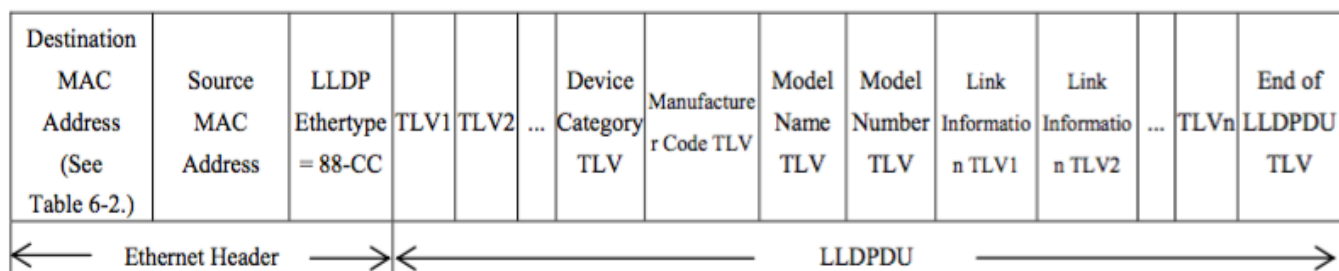 Destination
MAC
Address
(See
Table 6-2.)
Source
MAC
Address
LLDP
Ethertype
= 88-CC
TLV1
TLV2
...
Device
Category
TLV
Manufacture
r Code TLV
Model
Name
TLV
Model
Number
TLV
Link
Informatio
n TLV1
Link
Informatio
n TLV2
...
TLVn
End of
LLDPDU
TLV
Ethernet Header
LLDPDU